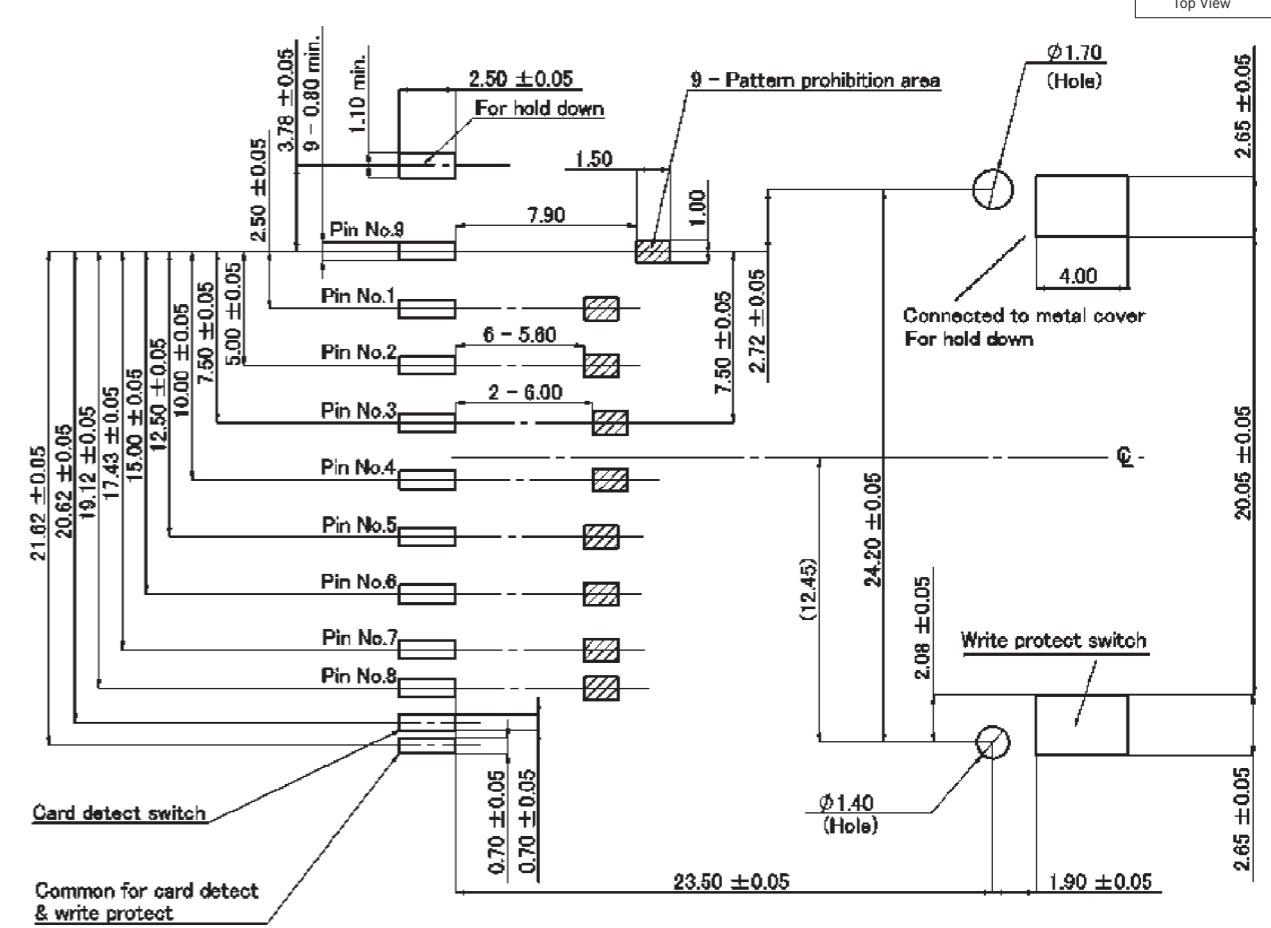 Top View
3.78 ±0.05
9 - 0.80 min.
1.10 min.
2.50 ±0.05
For hold down
9 - Pattern prohibition area
Ø1.70
(Hole)
2.65 ±0.05
2.50 ±0.05
1.50
1.00
7.90
Pin No.9
4.00
Connected to metal cover
For hold down
Pin No.1
6 - 5.60
Pin No.2
2 - 6.00
Pin No.3
Pin No.4
Pin No.5
Pin No.6
Pin No.7
Pin No.8
21.62 ±0.05
20.62 ±0.05
19.12 ±0.05
17.43 ±0.05
15.00 ±0.05
12.50 ±0.05
10.00 ±0.05
7.50 ±0.05
5.00 ±0.05
7.50 ±0.05
2.72 ±0.05
℄
20.05 ±0.05
24.20 ±0.05
(12.45)
2.08 ±0.05
Write protect switch
0.70 ±0.05
0.70 ±0.05
Card detect switch
Ø1.40
(Hole)
2.65 ±0.05
Common for card detect
& write protect
23.50 ±0.05
1.90 ±0.05